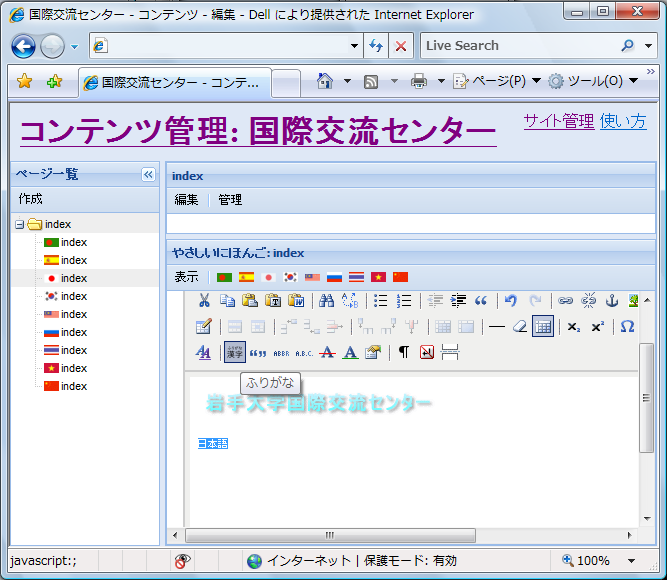 国際交流センター - コンテンツ - 編集 - Dell により提供された Internet Explorer
Live Search
国際交流センター - コンテ...
ページ(P)
ツール(O)
コンテンツ管理: 国際交流センター
サイト管理 使い方
ページ一覧
作成
index
index
index
index
index
index
index
index
index
index
index
編集
管理
やさしいにほんご: index
表示
ふりがな
漢字
ABBR
A.B.C.
ふりがな
岩手大学国際交流センター
日本語
javascript:;
インターネット | 保護モード: 有効
100%